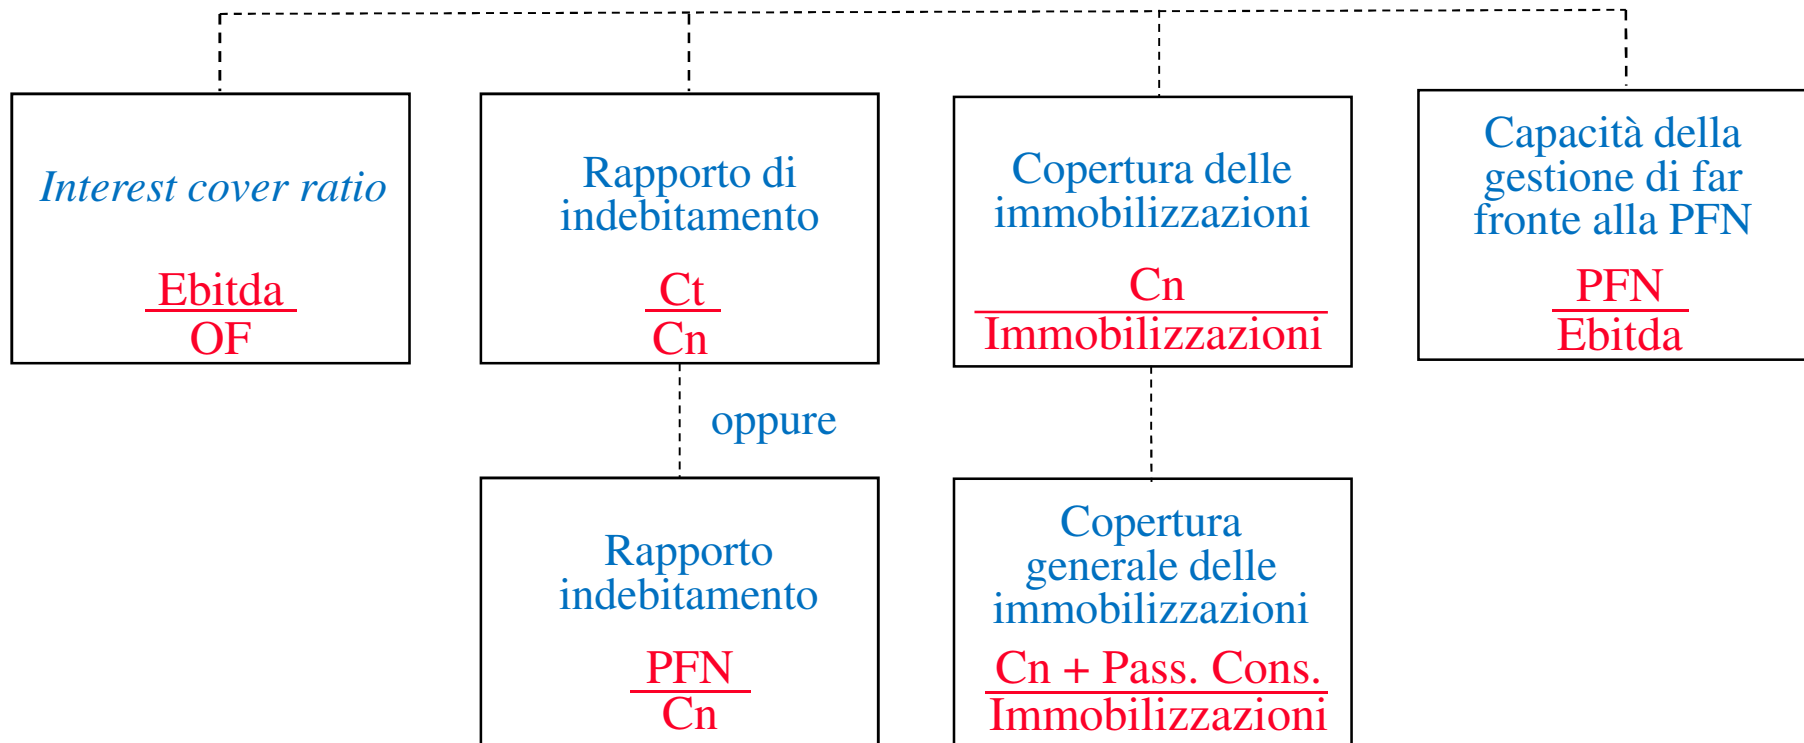 Interest cover ratio
Ebitda
OF
Rapporto di
indebitamento
Ct
Cn
Copertura delle
immobilizzazioni
Cn
Immobilizzazioni
Capacità della
gestione di far
fronte alla PFN
PFN
Ebitda
oppure
Rapporto
indebitamento
PFN
Cn
Copertura
generale delle
immobilizzazioni
Cn + Pass. Cons.
Immobilizzazioni